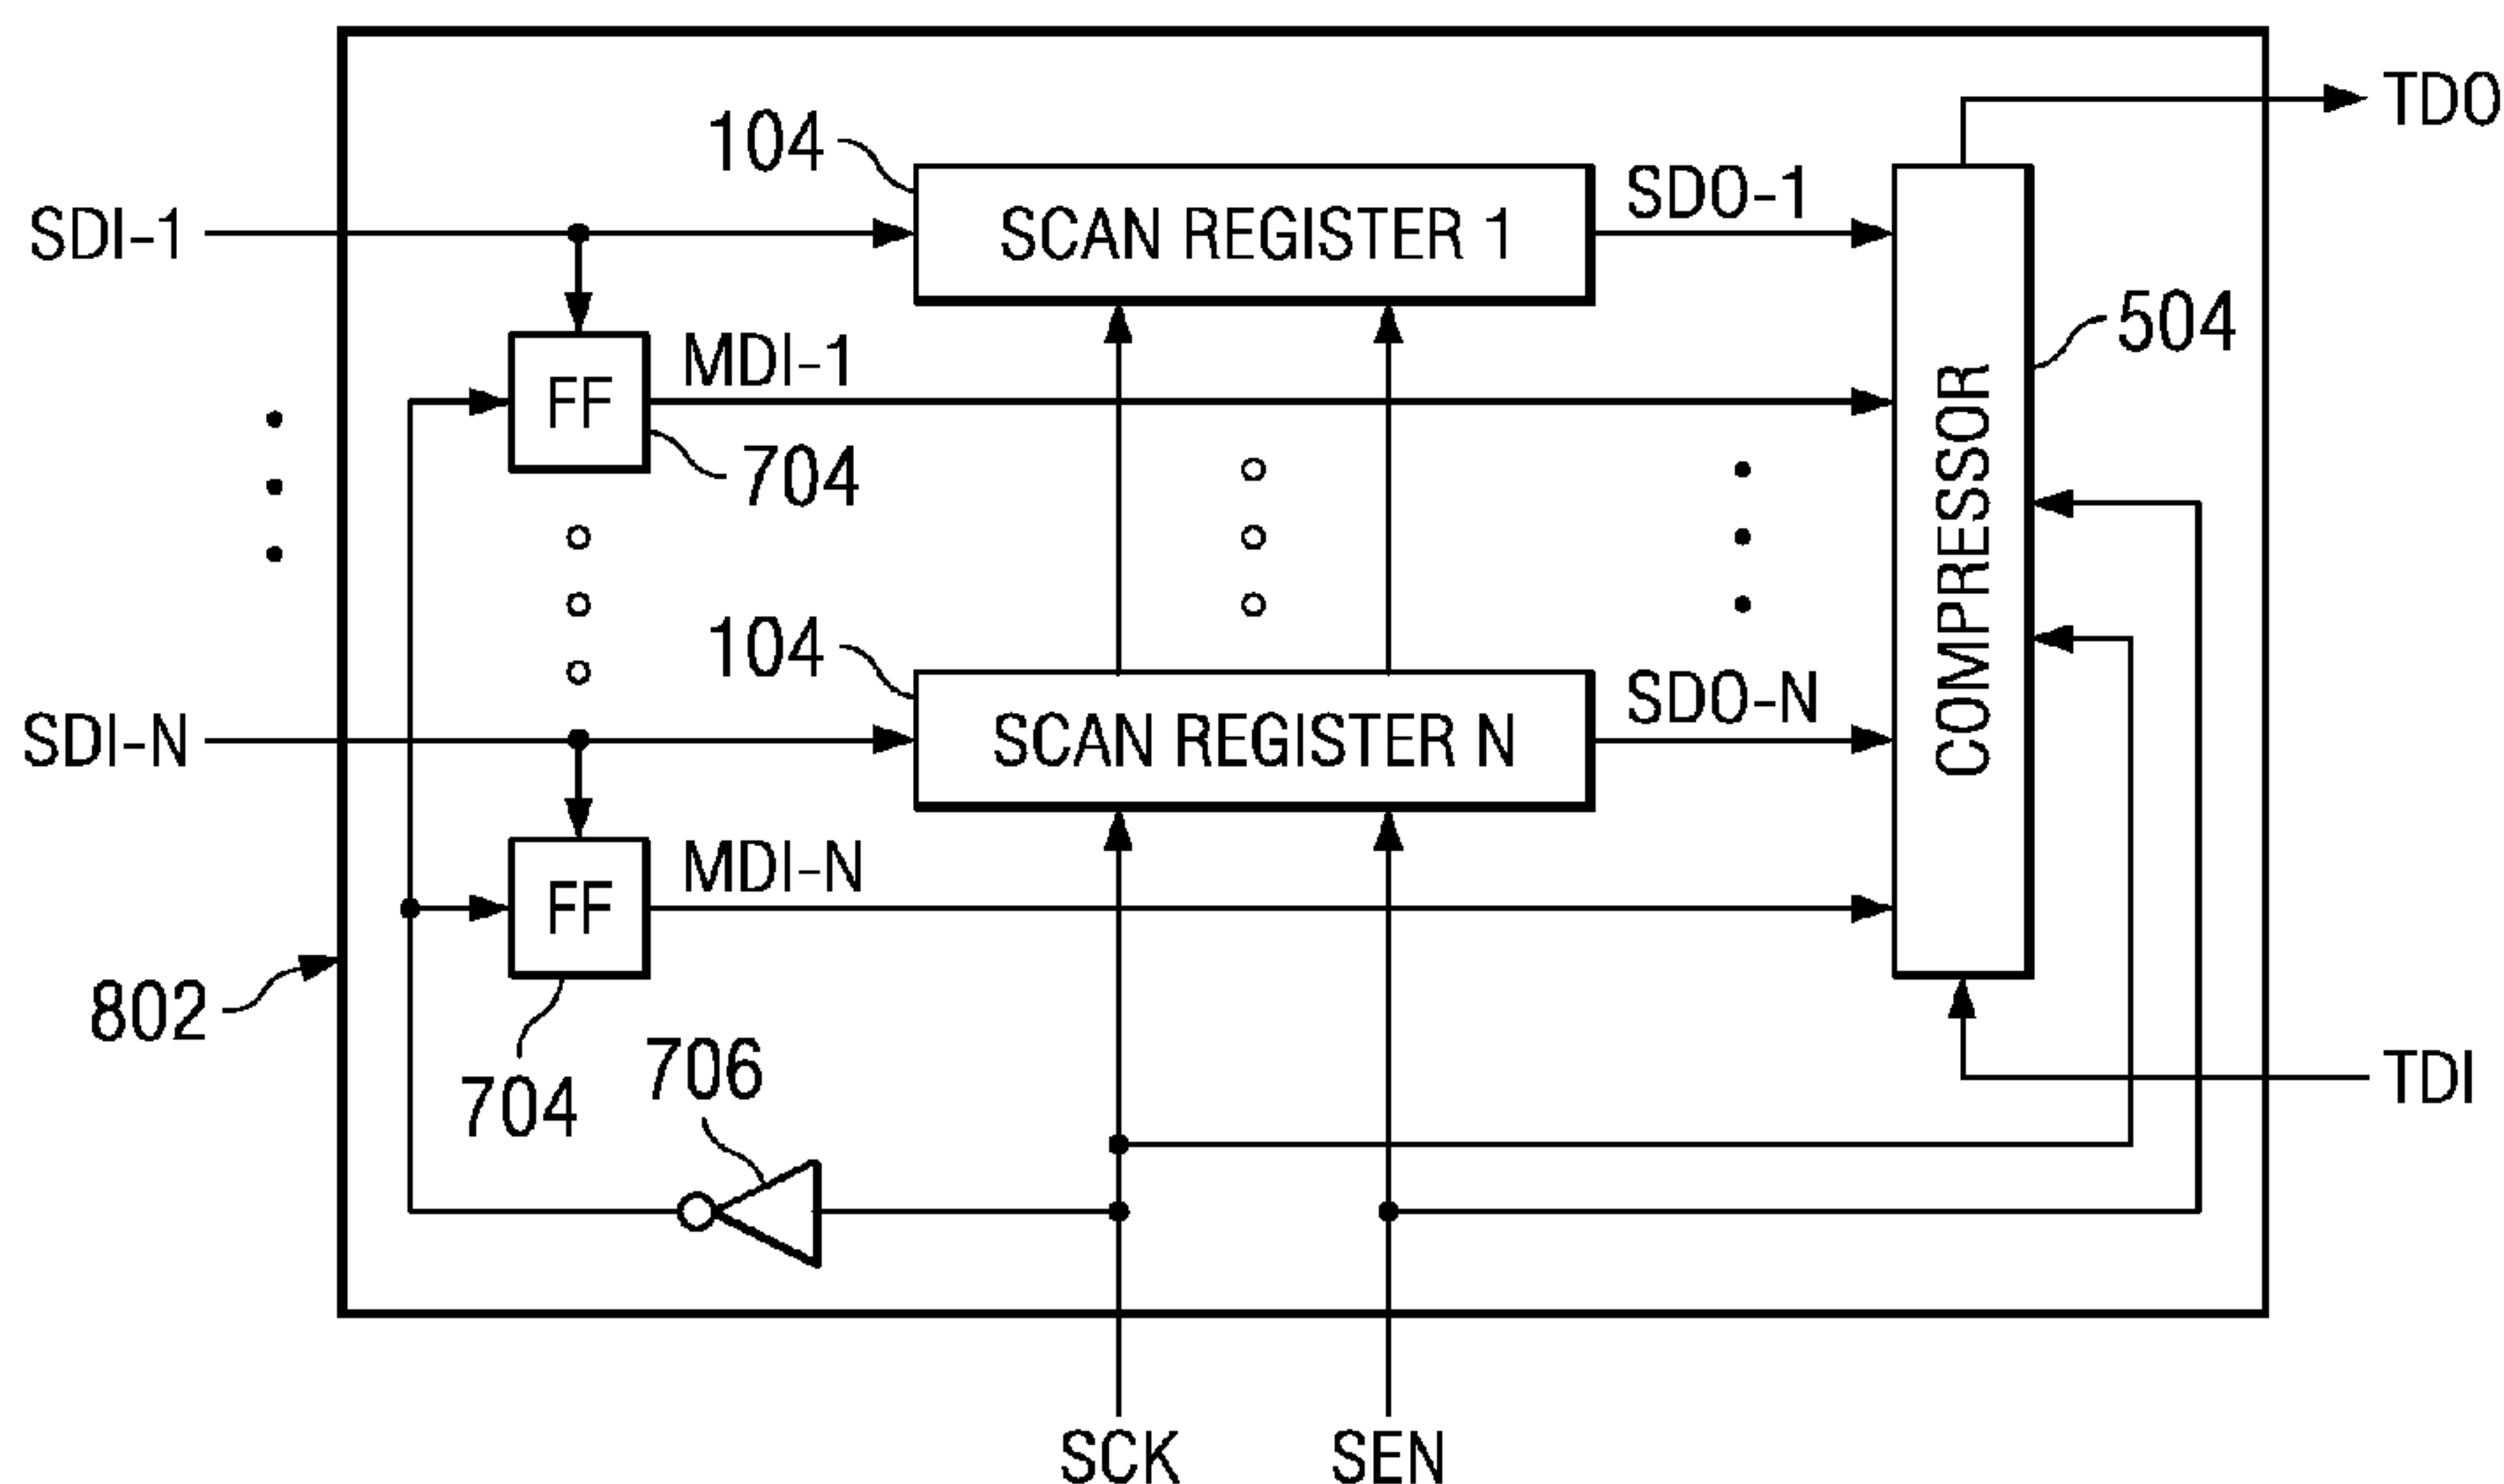 TDO
104
SDI-1
SCAN REGISTER 1
SDO-1
504
FF
MDI-1
704
COMPRESSOR
104
SDI-N
SCAN REGISTER N
SDO-N
FF
MDI-N
802
704
706
TDI
SCK
SEN